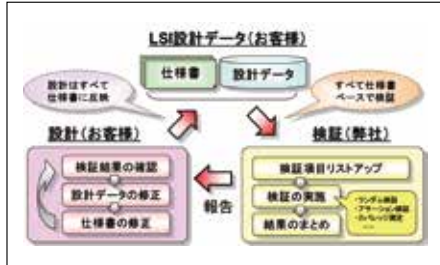 LSI設計データ(お客様)
仕様書
設計データ
設計はすべて
仕様書に反映
すべて仕様書
ベースで検証
設計(お客様)
検証(弊社)
検証結果の確認
設計データの修正
仕様書の修正
報告
検証項目リストアップ
検証の実施
結果のまとめ
・ランダム検証
・アサーション検証
・カバレッジ測定